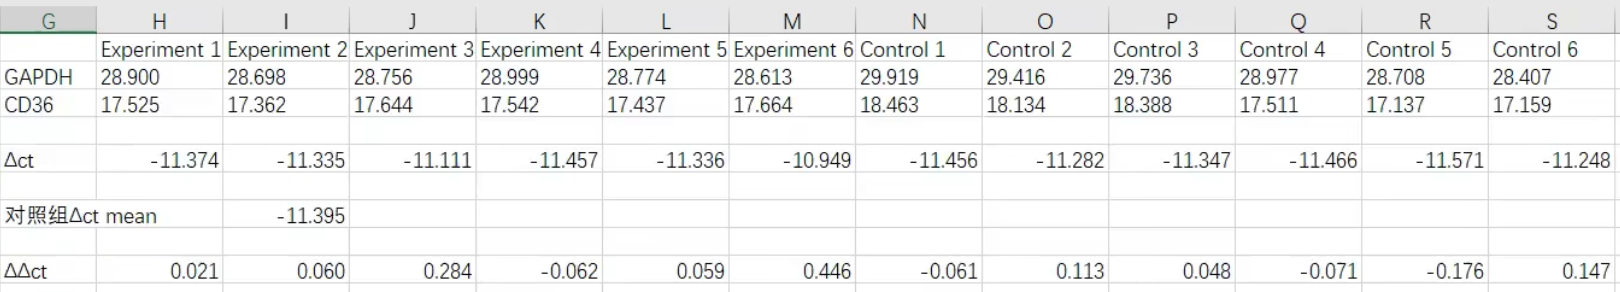 G H I J K L M N O P Q R S
Experiment 1 Experiment 2 Experiment 3 Experiment 4 Experiment 5 Experiment 6 Control 1 Control 2 Control 3 Control 4 Control 5 Control 6
GAPDH 28.900 28.698 28.756 28.999 28.774 28.613 29.919 29.416 29.736 28.977 28.708 28.407
CD36 17.525 17.362 17.644 17.542 17.437 17.664 18.463 18.134 18.388 17.511 17.137 17.159
Δct -11.374 -11.335 -11.111 -11.457 -11.336 -10.949 -11.456 -11.282 -11.347 -11.466 -11.571 -11.248
对照组Δct mean -11.395
ΔΔct 0.021 0.060 0.284 -0.062 0.059 0.446 -0.061 0.113 0.048 -0.071 -0.176 0.147